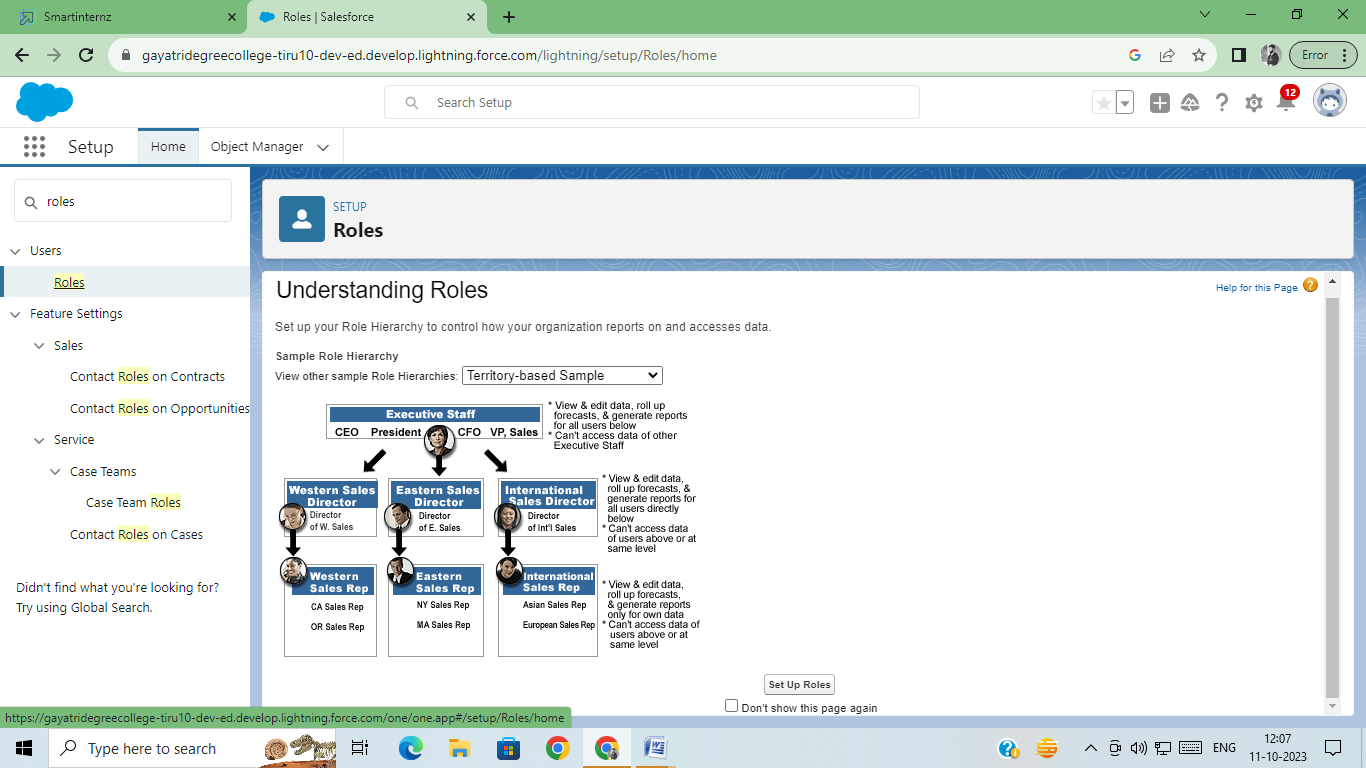 Smartinternz
Roles | Salesforce
gayatridegreecollege-tiru10-dev-ed.develop.lightning.force.com/lightning/setup/Roles/home
Error
Search Setup
12
Setup
Home
Object Manager
roles
Users
Roles
Feature Settings
Sales
Contact Roles on Contracts
Contact Roles on Opportunities
Service
Case Teams
Case Team Roles
Contact Roles on Cases
Didn't find what you're looking for?
Try using Global Search.
SETUP
Roles
Understanding Roles
Help for this Page ?
Set up your Role Hierarchy to control how your organization reports on and accesses data.
Sample Role Hierarchy
View other sample Role Hierarchies: Territory-based Sample
Executive Staff
CEO President CFO VP, Sales
* View & edit data, roll up
forecasts, & generate reports
for all users below
* Can't access data of other
Executive Staff
Western Sales
Director
Director
of W. Sales
Eastern Sales
Director
Director
of E. Sales
International
Sales Director
Director
of Int'l Sales
* View & edit data,
roll up forecasts, &
generate reports for
all users directly
below
* Can't access data
of users above or at
same level
Western
Sales Rep
CA Sales Rep
OR Sales Rep
Eastern
Sales Rep
NY Sales Rep
MA Sales Rep
International
Sales Rep
Asian Sales Rep
European Sales Rep
* View & edit data,
roll up forecasts,
& generate reports
only for own data
* Can't access data of
users above or at
same level
Set Up Roles
Don't show this page again
https://gayatridegreecollege-tiru10-dev-ed.develop.lightning.force.com/one/one.app#/setup/Roles/home
Type here to search
ENG
12:07
11-10-2023